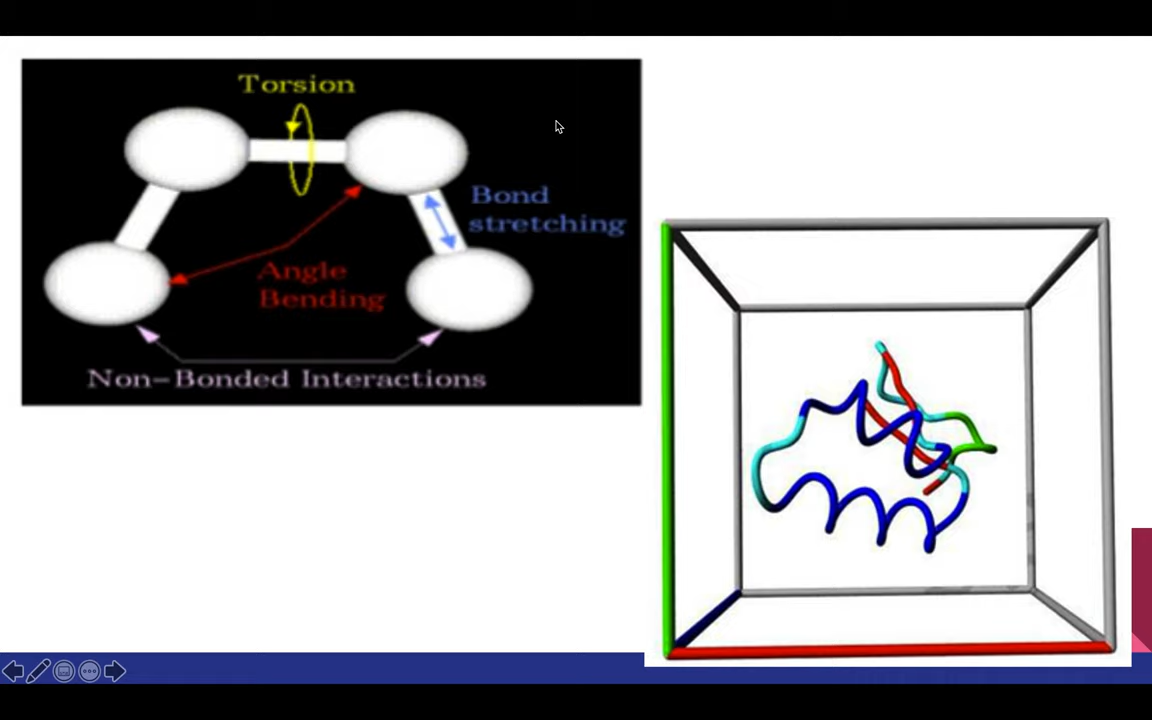 Torsion
Bond
stretching
Angle
Bending
Non-Bonded Interactions